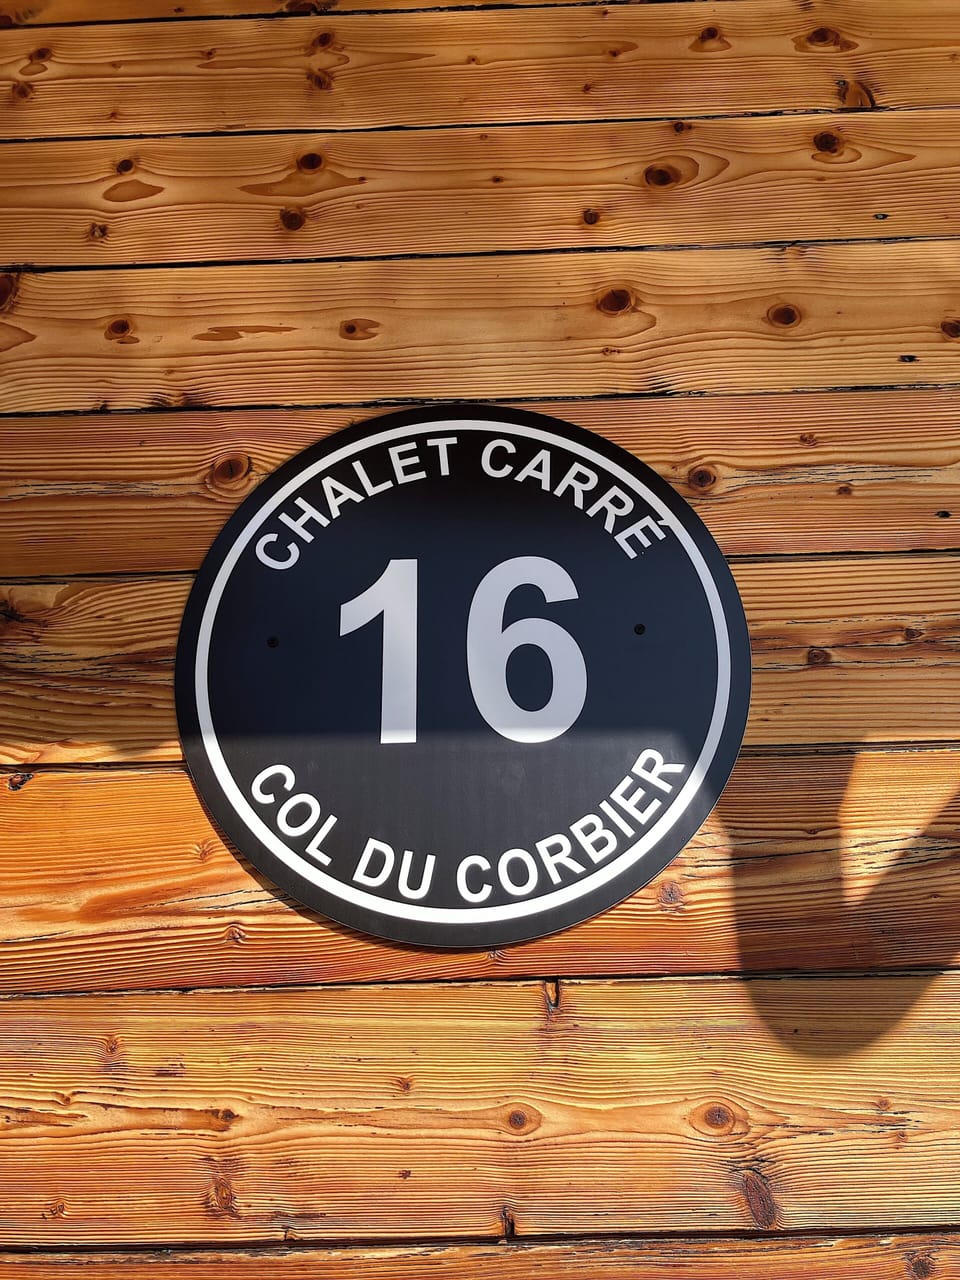 CHALET CARRÉ
16
COL DU CORBIER